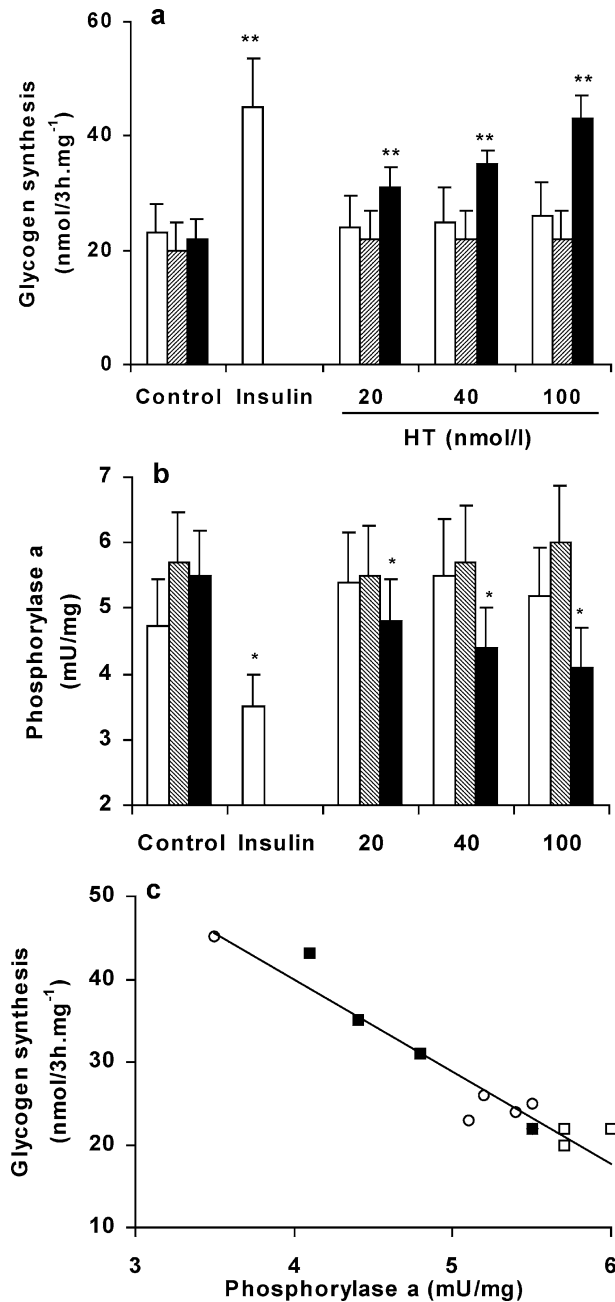 a
Glycogen synthesis
(nmol/3h.mg-1)
60
40
20
0
**
**
**
**
Control Insulin 20 40 100
HT (nmol/l)
b
Phosphorylase a
(mU/mg)
7
6
5
4
3
2
*
*
*
*
Control Insulin 20 40 100
c
Glycogen synthesis
(nmol/3h.mg-1)
50
40
30
20
10
3 4 5 6
Phosphorylase a (mU/mg)